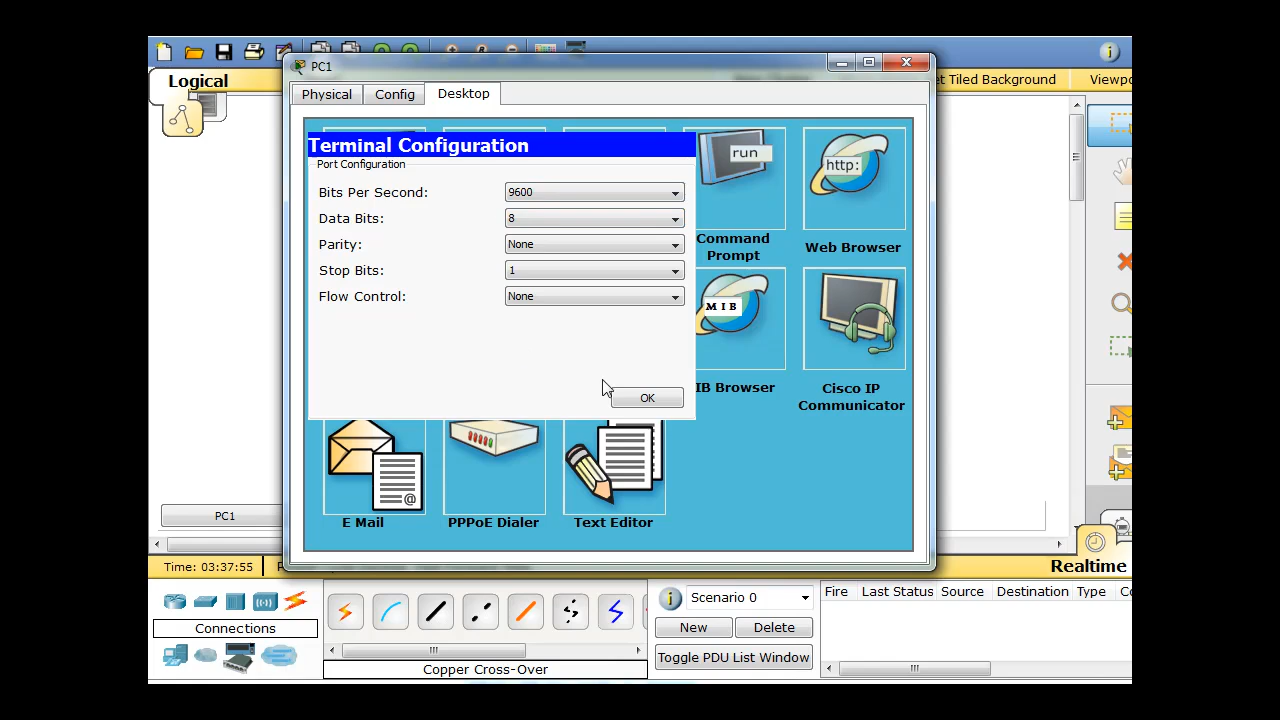 Logical
et Tiled Background
Viewpo
PC1
Physical
Config
Desktop
Terminal Configuration
Port Configuration
Bits Per Second:
9600
Data Bits:
8
Parity:
None
Stop Bits:
1
Flow Control:
None
OK
run
http:
Command
Prompt
Web Browser
MIB
IB Browser
Cisco IP
Communicator
@
E Mail
PPPoE Dialer
Text Editor
PC1
Time: 03:37:55
Realtime
Connections
Copper Cross-Over
Scenario 0
New
Delete
Toggle PDU List Window
Fire
Last Status
Source
Destination
Type
Co